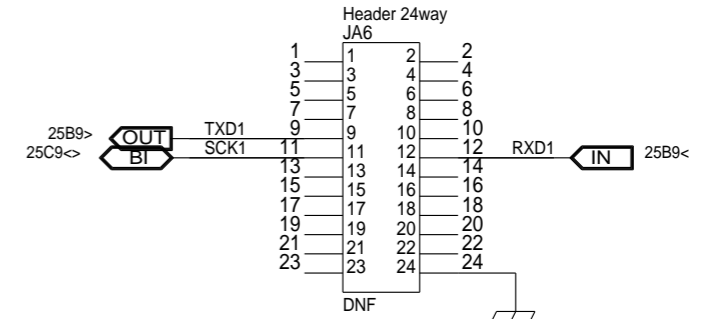 Header 24way
JA6
1 1 2 2
3 3 4 4
5 5 6 6
7 7 8 8
25B9> OUT TXD1 9 9 10 10
25C9<> BI SCK1 11 11 12 12 RXD1 IN 25B9<
13 13 14 14
15 15 16 16
17 17 18 18
19 19 20 20
21 21 22 22
23 23 24 24
DNF